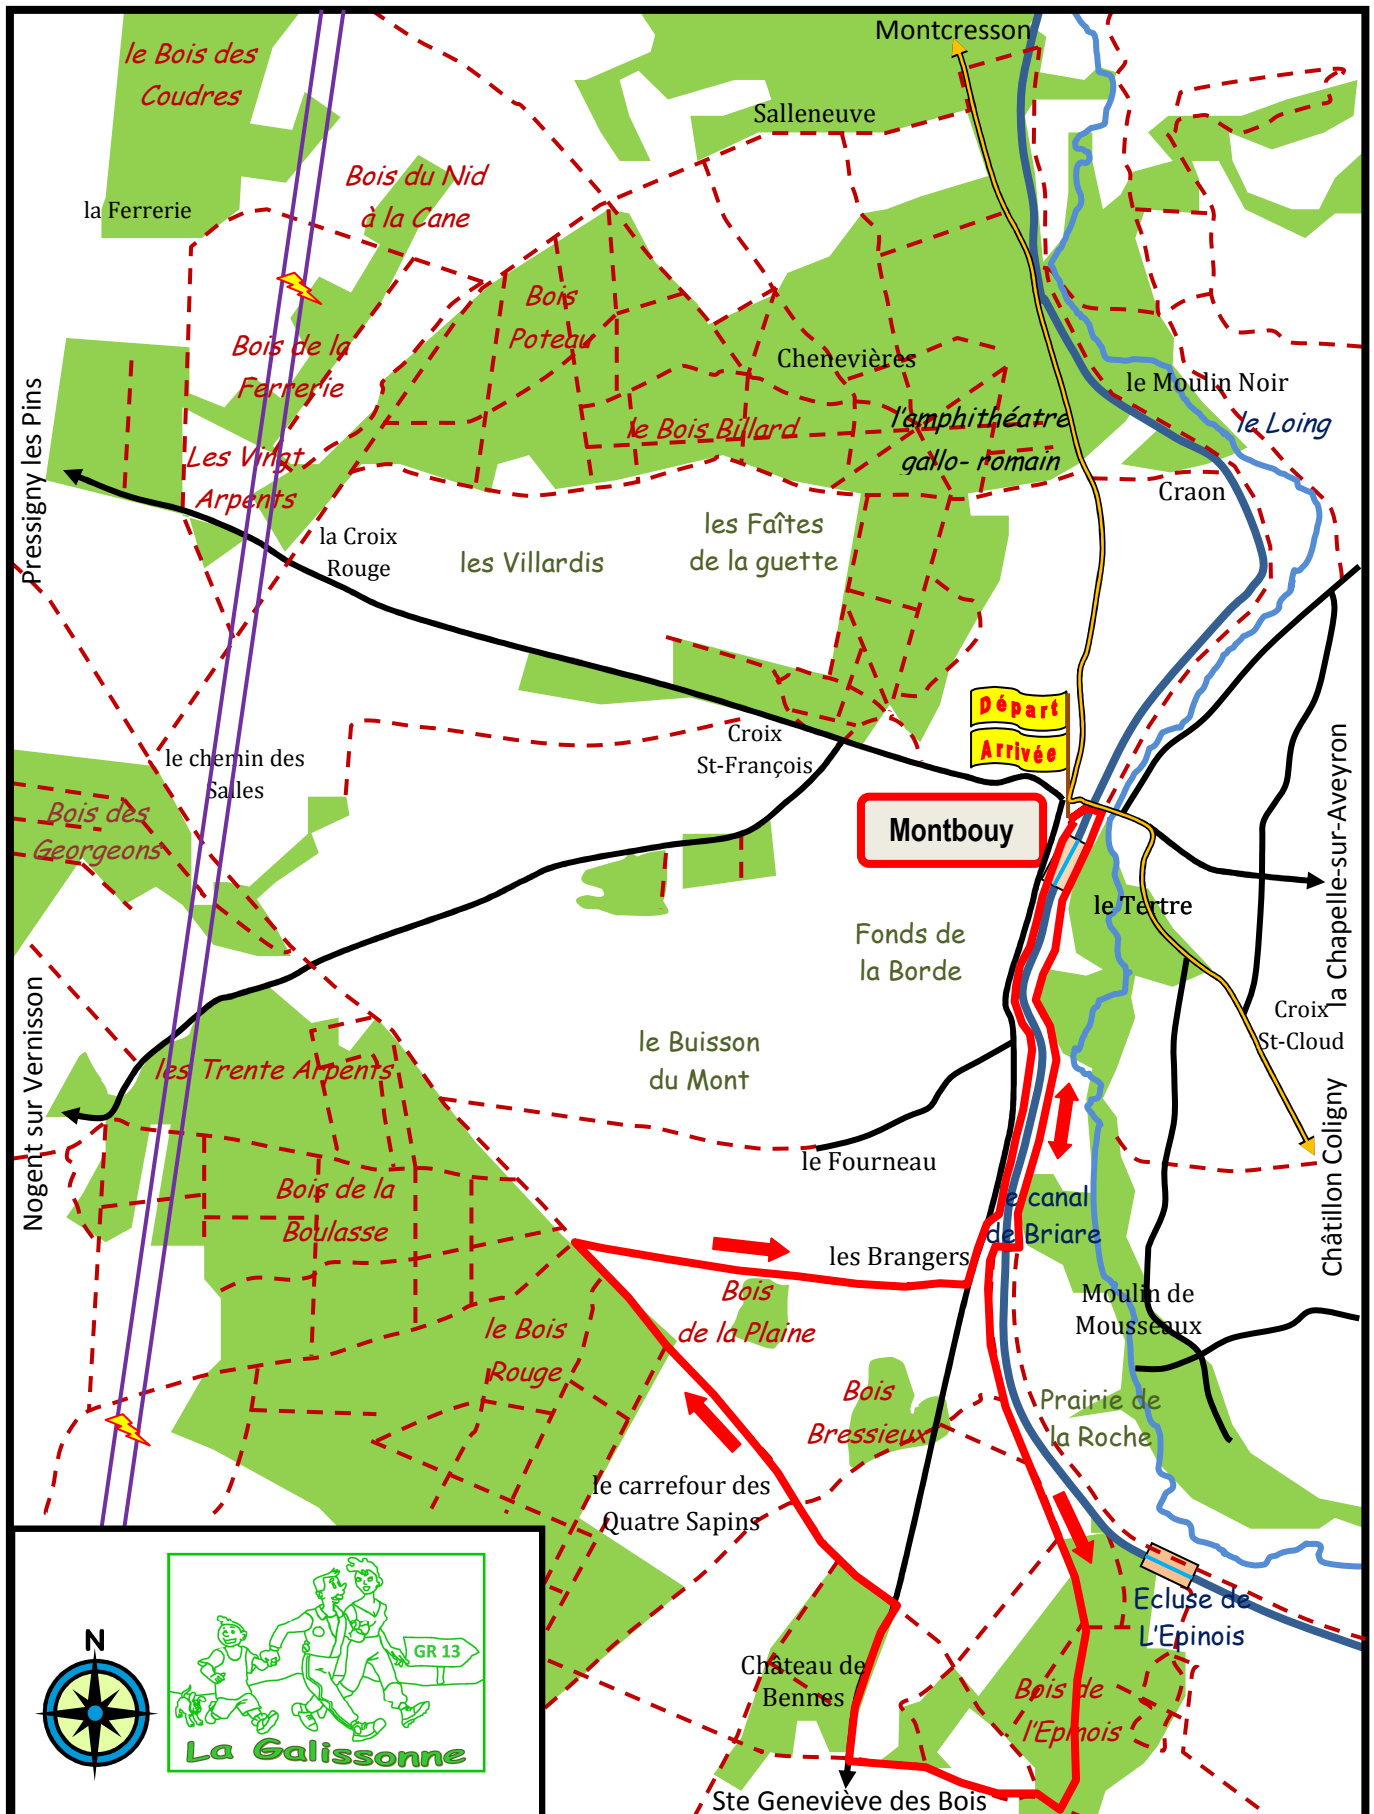 Montcresson
le Bois des
Coudres
Salleneuve
Bois du Nid
à la Cane
la Ferrerie
Bois
Poteau
Bois de la
Ferrerie
Chenevières
le Moulin Noir
le Loing
l'amphithéatre
gallo- romain
le Bois Billard
Pressigny les Pins
Les Vingt
Arpents
Craon
la Croix
Rouge
les Villardis
les Faîtes
de la guette
Départ
Arrivée
Croix
St-François
le chemin des
Salles
Bois des
Georgeons
Montbouy
la Chapelle-sur-Aveyron
le Tertre
Fonds de
la Borde
Croix
St-Cloud
Nogent sur Vernisson
le Buisson
du Mont
les Trente Arpents
Châtillon Coligny
le Fourneau
Bois de la
Boulasse
le canal
de Briare
les Brangers
Bois
de la Plaine
Moulin de
Mousseaux
le Bois
Rouge
Bois
Bressieux
Prairie de
la Roche
le carrefour des
Quatre Sapins
Ecluse de
L'Epinois
Château de
Bennes
Bois de
l'Epinois
N
GR 13
La Galissonne
Ste Geneviève des Bois